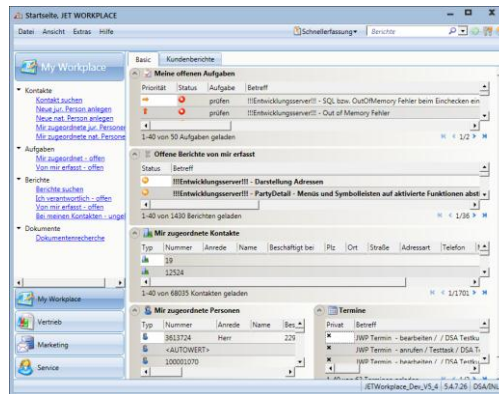 Startseite, JET WORKPLACE
Datei Ansicht Extras Hilfe
Schnellerfassung
Berichte
My Workplace
Kontakte
Kontakt suchen
Neue jur. Person anlegen
Neue nat. Person anlegen
Mir zugeordnete jur. Persone
Mir zugeordnete nat. Persone
Aufgaben
Mir zugeordnet - offen
Von mir erfasst - offen
Berichte
Berichte suchen
Ich verantwortlich - offen
Von mir erfasst - offen
Bei meinen Kontakten - ungel
Dokumente
Dokumentenrecherche
My Workplace
Vertrieb
Marketing
Service
Basic Kundenberichte
Meine offenen Aufgaben
Priorität Status Aufgabe Betreff
prüfen !!!Entwicklungsserver!!! - SQL bzw. OutOfMemory Fehler beim Einchecken ein
prüfen !!!Entwicklungsserver!!! - Out of Memory Fehler
1-40 von 50 Aufgaben geladen 1/2
Offene Berichte von mir erfasst
Status Betreff
!!!Entwicklungsserver!!! - Darstellung Adressen
!!!Entwicklungsserver!!! - PartyDetail - Menüs und Symbolleisten auf aktivierte Funktionen abst
1-40 von 1430 Berichten geladen 1/36
Mir zugeordnete Kontakte
Typ Nummer Anrede Name Beschäftigt bei Plz Ort Straße Adressart Telefon
19
12524
1-40 von 68035 Kontakten geladen 1/1701
Mir zugeordnete Personen
Typ Nummer Anrede Name Bes
3613724 Herr 229
<AUTOWERT>
100001070
Termine
Privat Betreff
JWP Termin - bearbeiten / / DSA Testku
JWP Termin - anrufen / Testtask / DSA Te
JWP Termin - bearbeiten / / DSA Testku
JETWorkplace_Dev_V5_4 5.4.7.26 DSA/INL